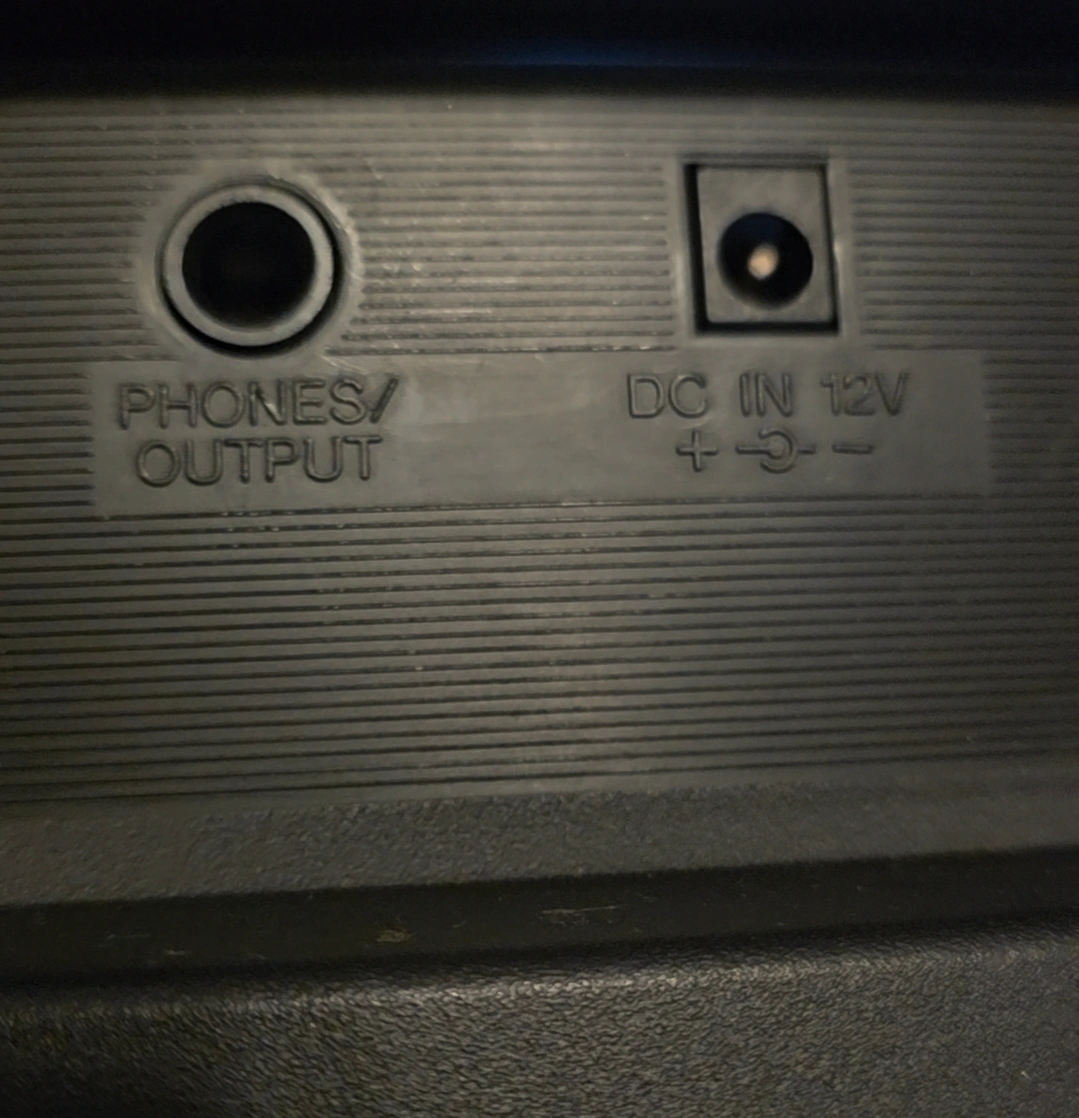 PHONES/
OUTPUT
DC IN 12V
+ -